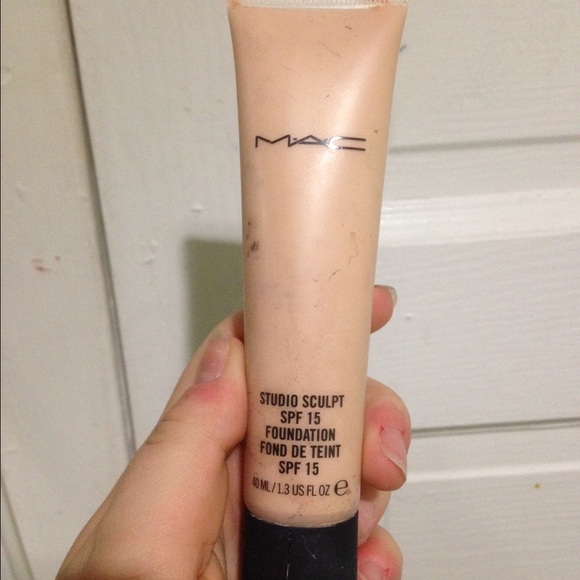 M·A·C
STUDIO SCULPT
SPF 15
FOUNDATION
FOND DE TEINT
SPF 15
40 ML / 1.3 US FL OZ e